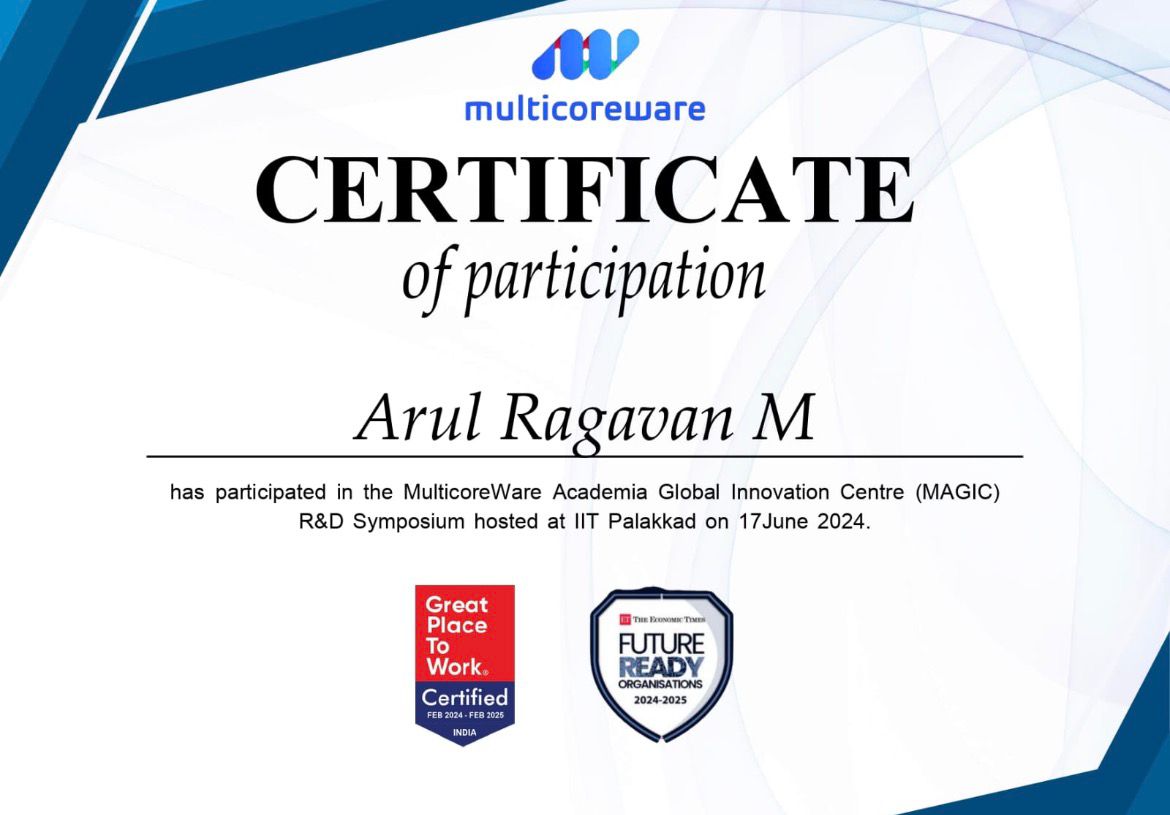 multicoreware
CERTIFICATE
of participation
Arul Ragavan M
has participated in the MulticoreWare Academia Global Innovation Centre (MAGIC)
R&D Symposium hosted at IIT Palakkad on 17June 2024.
Great
Place
To
Work®
Certified
FEB 2024 - FEB 2025
INDIA
ET THE ECONOMIC TIMES
FUTURE
READY
ORGANISATIONS
2024-2025